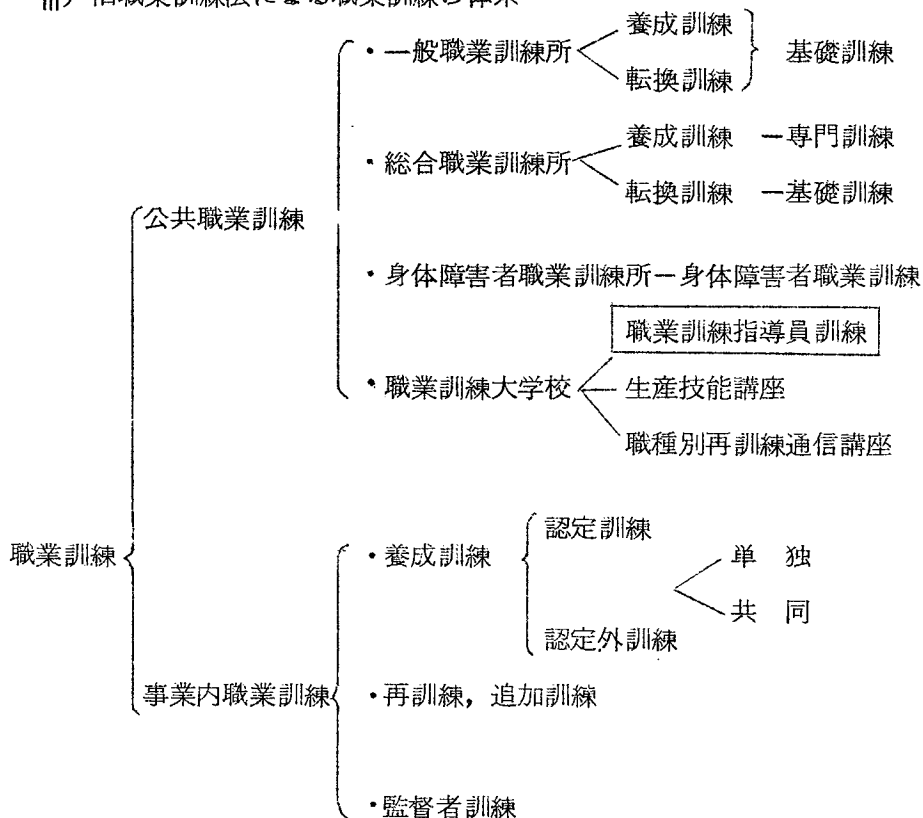 旧職業訓練法による職業訓練の体系
職業訓練
公共職業訓練
・一般職業訓練所
養成訓練
転換訓練
基礎訓練
・総合職業訓練所
養成訓練 ー専門訓練
転換訓練 ー基礎訓練
・身体障害者職業訓練所ー身体障害者職業訓練
・職業訓練大学校
職業訓練指導員訓練
生産技能講座
職種別再訓練通信講座
事業内職業訓練
・養成訓練
認定訓練
認定外訓練
単 独
共 同
・再訓練，追加訓練
・監督者訓練